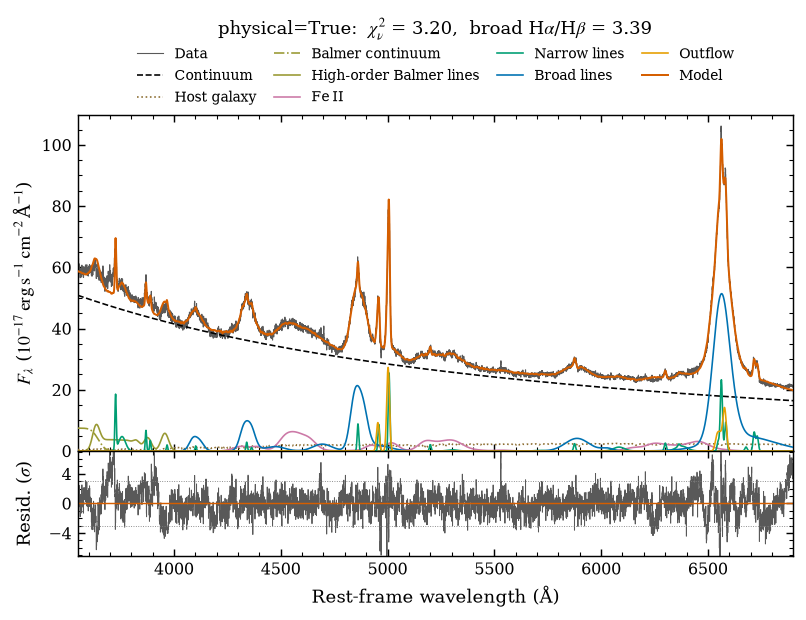 physical=True: χ²ᵥ = 3.20, broad Hα/Hβ = 3.39
Data Balmer continuum Narrow lines Outflow
Continuum High-order Balmer lines Broad lines Model
Host galaxy Fe II
100
80
60
40
20
0
F_λ (10⁻¹⁷ erg s⁻¹ cm⁻² Å⁻¹)
4
0
−4
Resid. (σ)
4000 4500 5000 5500 6000 6500
Rest-frame wavelength (Å)